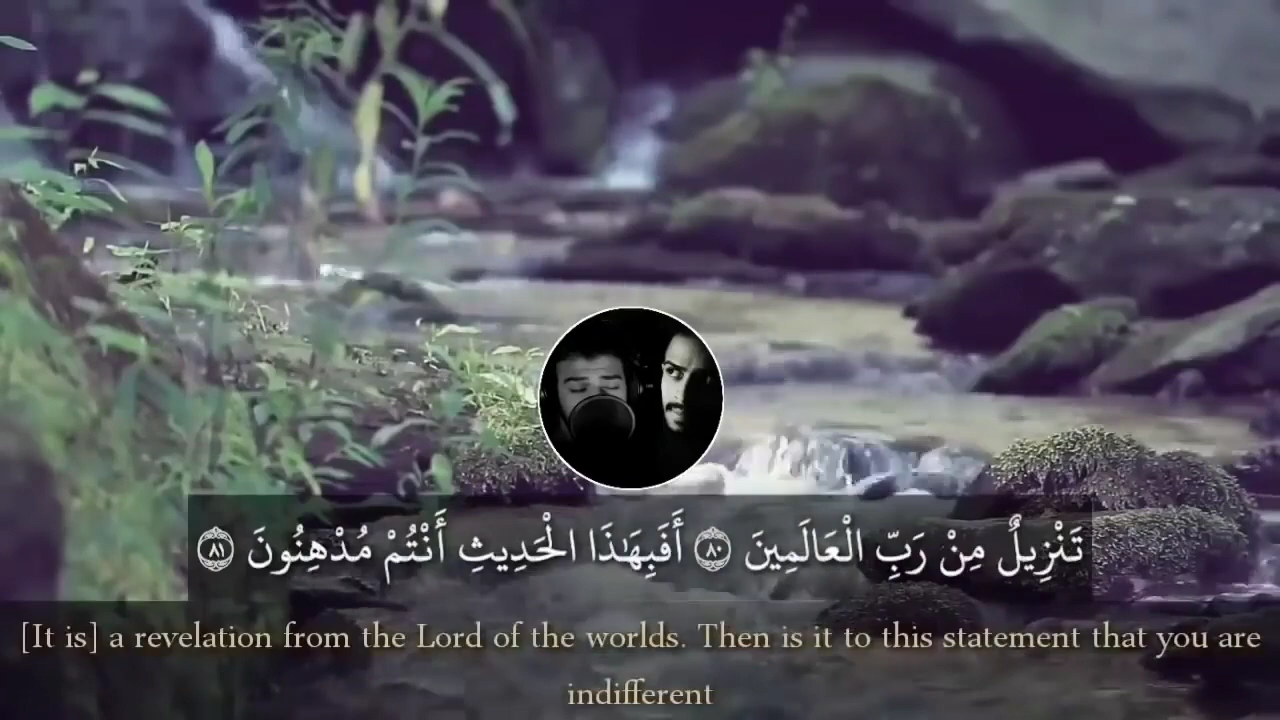 تَنْزِيلٌ مِنْ رَبِّ الْعَالَمِينَ ۝٨٠ أَفَبِهَٰذَا الْحَدِيثِ أَنْتُمْ مُدْهِنُونَ ۝٨١
[It is] a revelation from the Lord of the worlds. Then is it to this statement that you are
indifferent